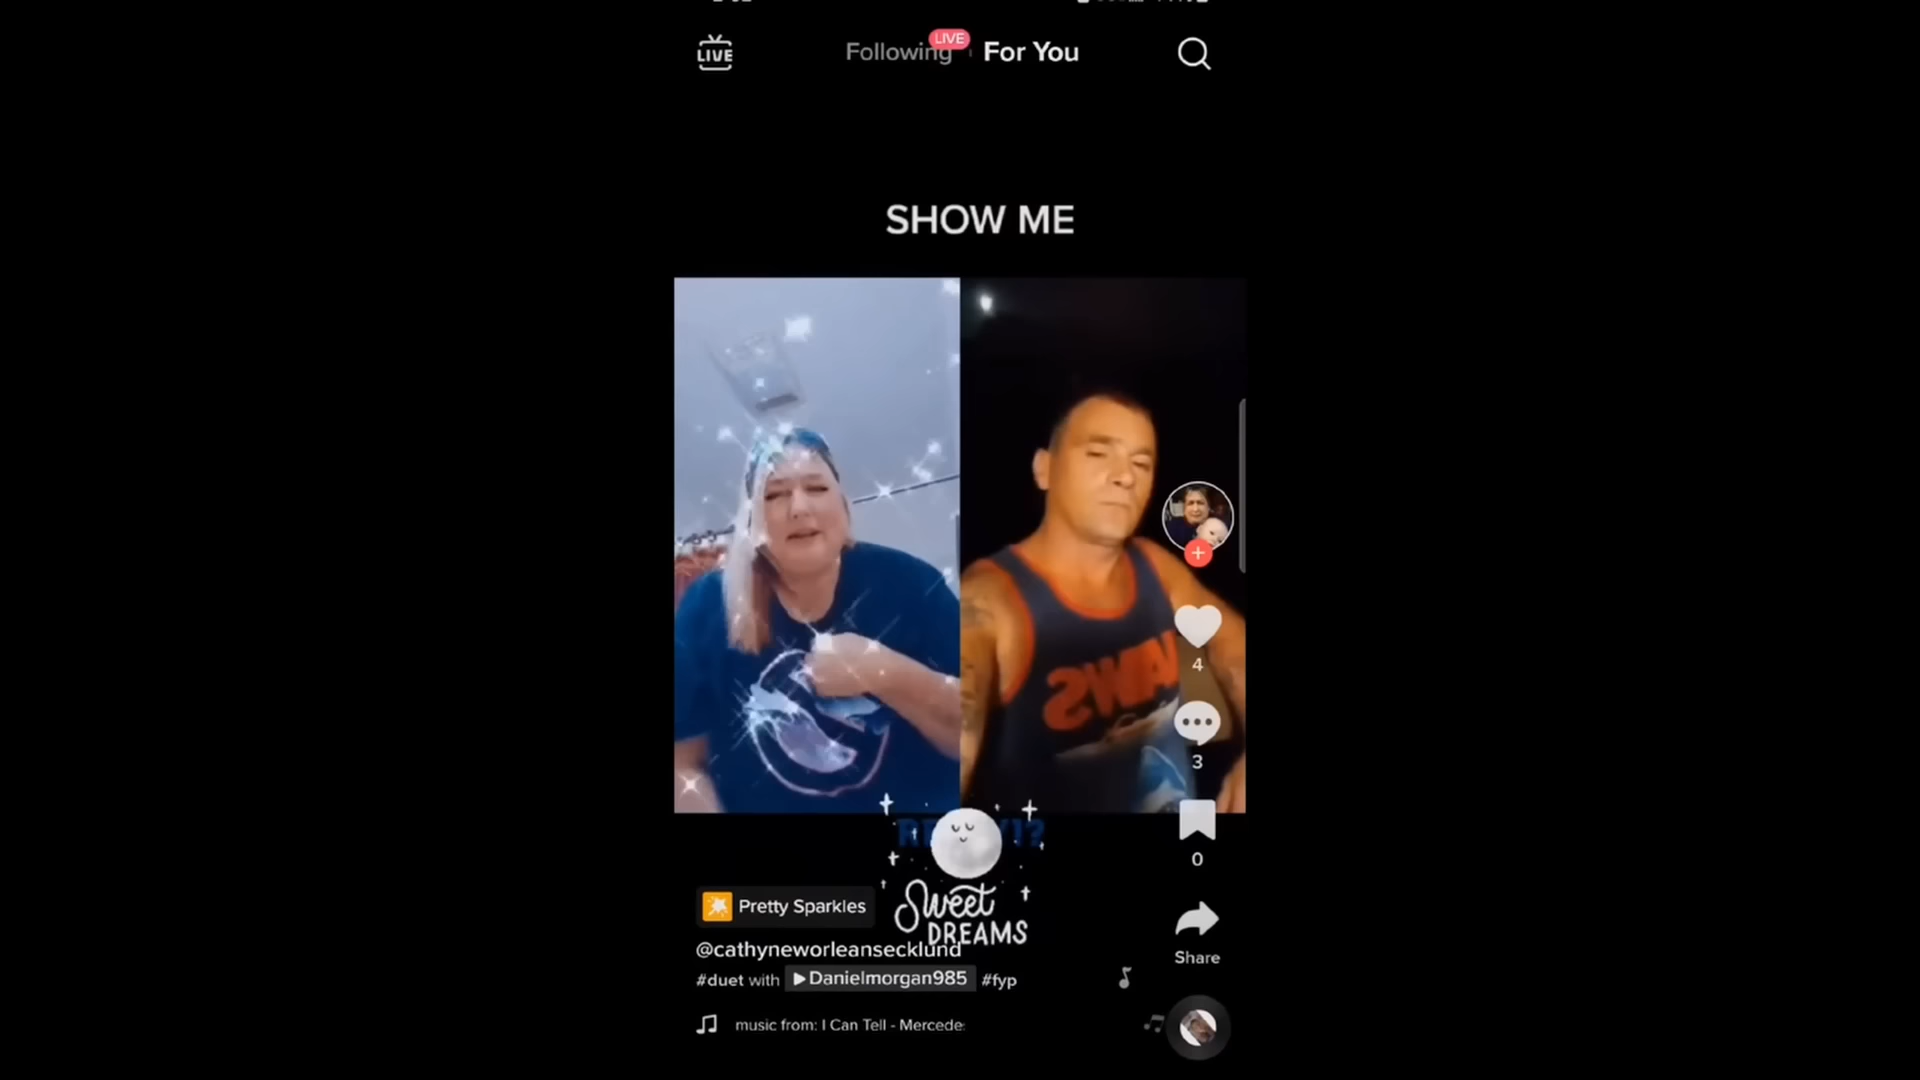 LIVE
Following
LIVE
For You
SHOW ME
4
3
0
Sweet
DREAMS
Pretty Sparkles
@cathyneworleansecklund
#duet with Danielmorgan985 #fyp
Share
music from: I Can Tell - Mercede